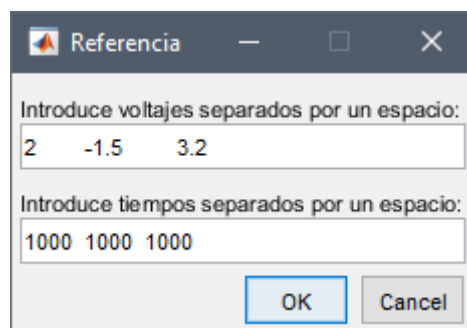 Referencia
Introduce voltajes separados por un espacio:
2 -1.5 3.2
Introduce tiempos separados por un espacio:
1000 1000 1000
OK Cancel